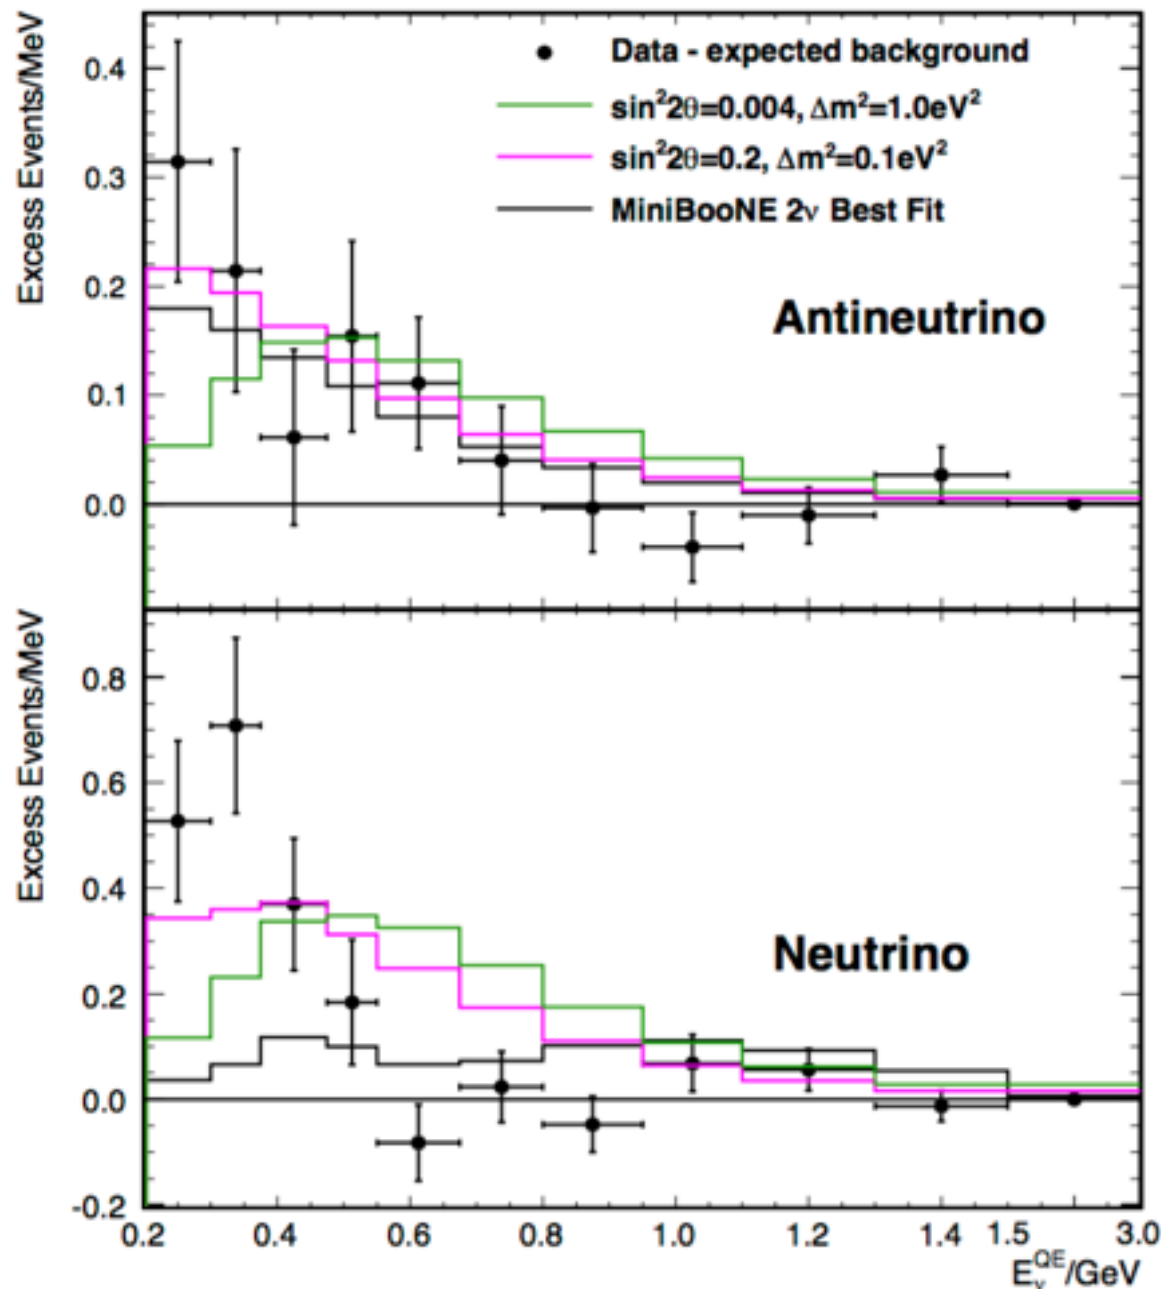 Excess Events/MeV
0.4
0.3
0.2
0.1
0.0
Data - expected background
sin²2θ=0.004, Δm²=1.0eV²
sin²2θ=0.2, Δm²=0.1eV²
MiniBooNE 2ν Best Fit
Antineutrino
Excess Events/MeV
0.8
0.6
0.4
0.2
0.0
-0.2
Neutrino
0.2 0.4 0.6 0.8 1.0 1.2 1.4 1.5 3.0
E_ν^QE/GeV